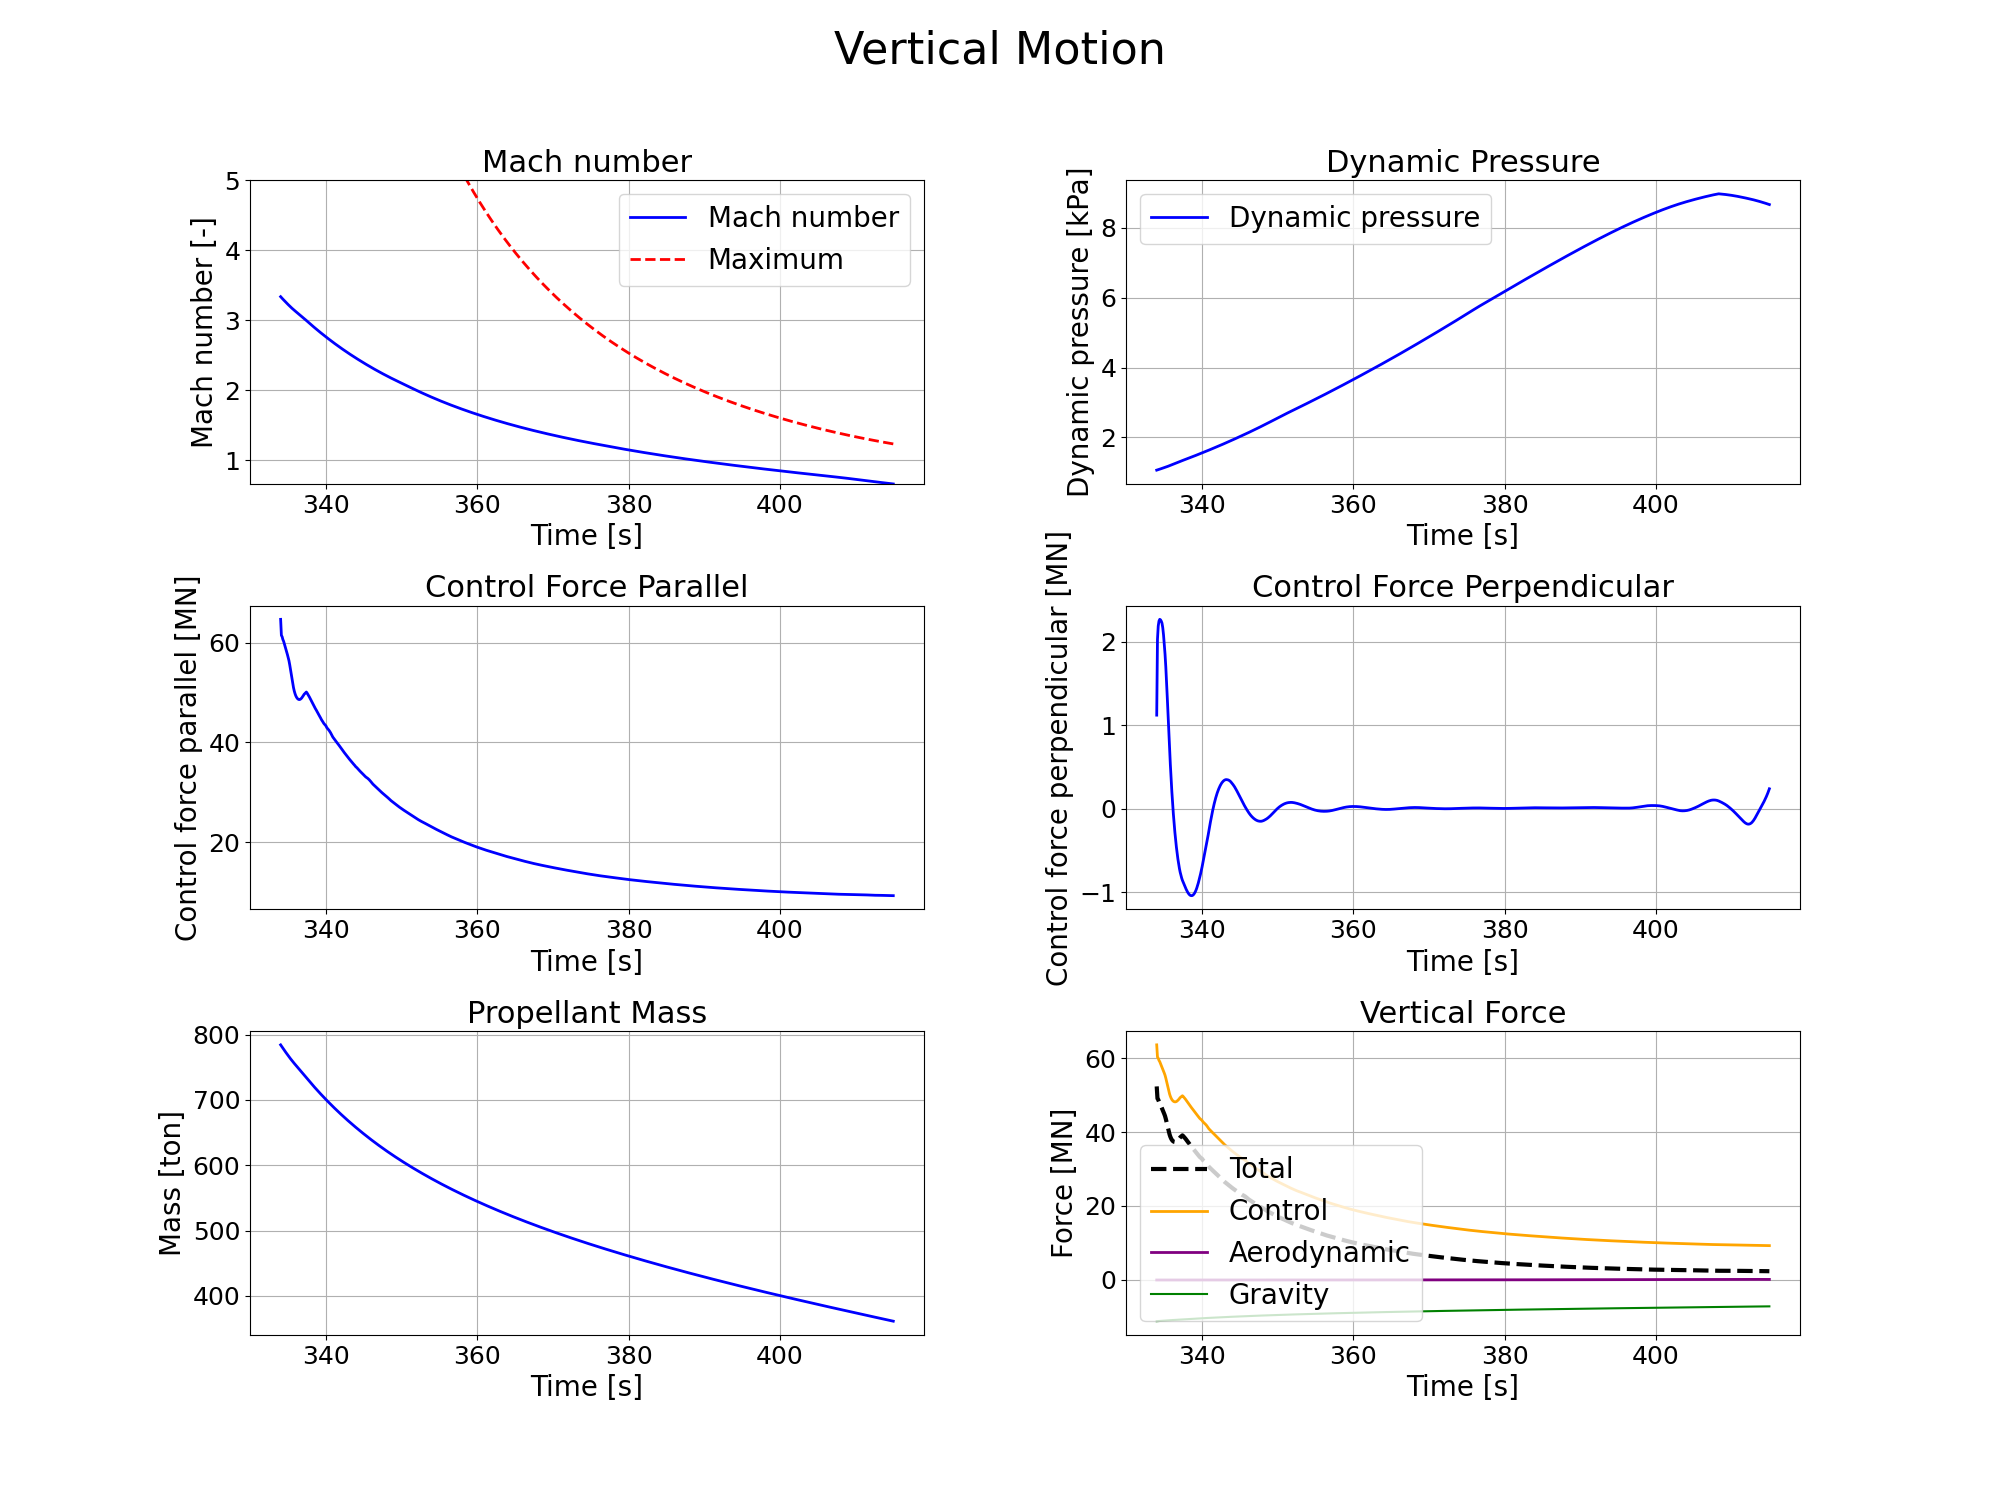 Vertical Motion
Mach number
Mach number [-]
5
4
3
2
1
Mach number
Maximum
340 360 380 400
Time [s]
Dynamic Pressure
Dynamic pressure [kPa]
8
6
4
2
Dynamic pressure
340 360 380 400
Time [s]
Control Force Parallel
Control force parallel [MN]
60
40
20
340 360 380 400
Time [s]
Control Force Perpendicular
Control force perpendicular [MN]
2
1
0
−1
340 360 380 400
Time [s]
Propellant Mass
Mass [ton]
800
700
600
500
400
340 360 380 400
Time [s]
Vertical Force
Force [MN]
60
40
20
0
Total
Control
Aerodynamic
Gravity
340 360 380 400
Time [s]